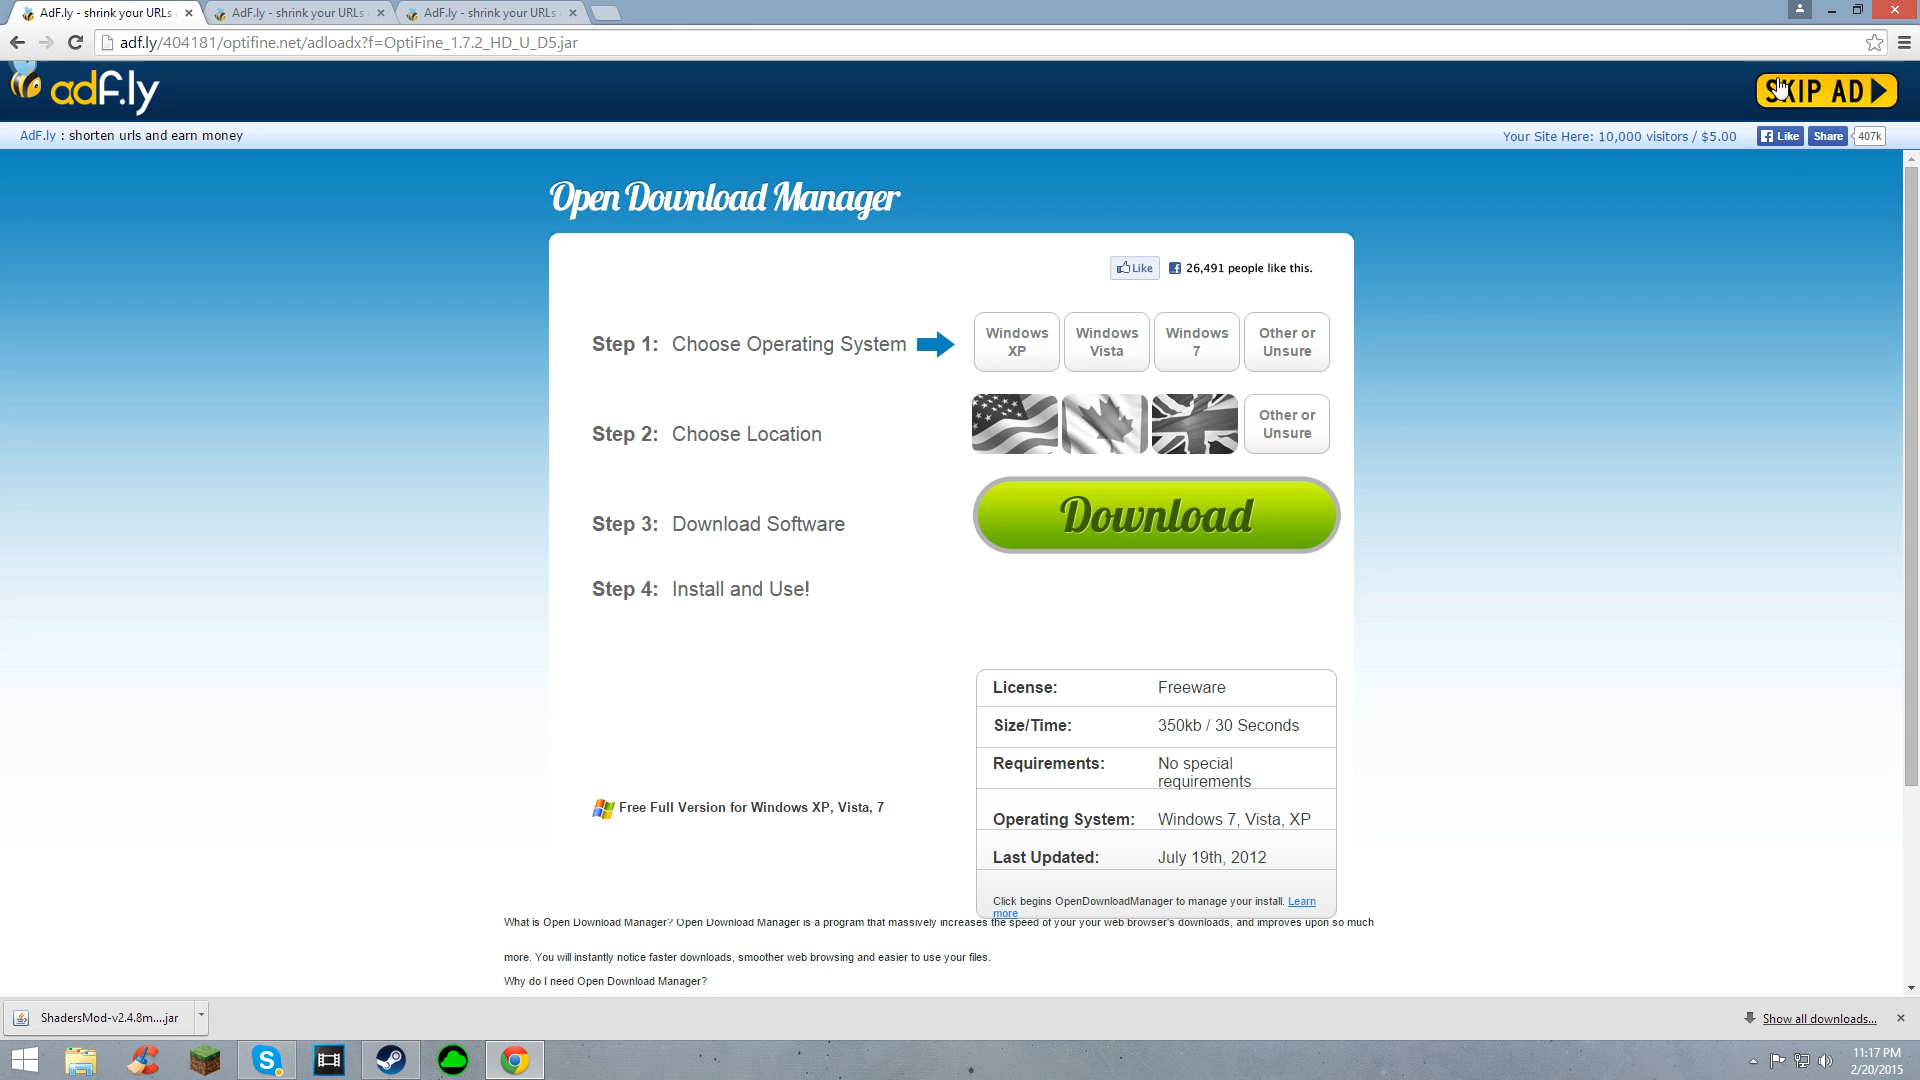 AdF.ly - shrink your URLs
AdF.ly - shrink your URLs
AdF.ly - shrink your URLs
adf.ly/404181/optifine.net/adloadx?f=OptiFine_1.7.2_HD_U_D5.jar
adf.ly
SKIP AD
AdF.ly : shorten urls and earn money
Your Site Here: 10,000 visitors / $5.00
Like
Share
407k
Open Download Manager
Like
26,491 people like this.
Step 1: Choose Operating System
Windows XP
Windows Vista
Windows 7
Other or Unsure
Step 2: Choose Location
Other or Unsure
Step 3: Download Software
Download
Step 4: Install and Use!
License: Freeware
Size/Time: 350kb / 30 Seconds
Requirements: No special
requirements
Free Full Version for Windows XP, Vista, 7
Operating System: Windows 7, Vista, XP
Last Updated: July 19th, 2012
Click begins OpenDownloadManager to manage your install. Learn
more
What is Open Download Manager? Open Download Manager is a program that massively increases the speed of your your web browser's downloads, and improves upon so much
more. You will instantly notice faster downloads, smoother web browsing and easier to use your files.
Why do I need Open Download Manager?
ShadersMod-v2.4.8m....jar
Show all downloads...
11:17 PM
2/20/2015